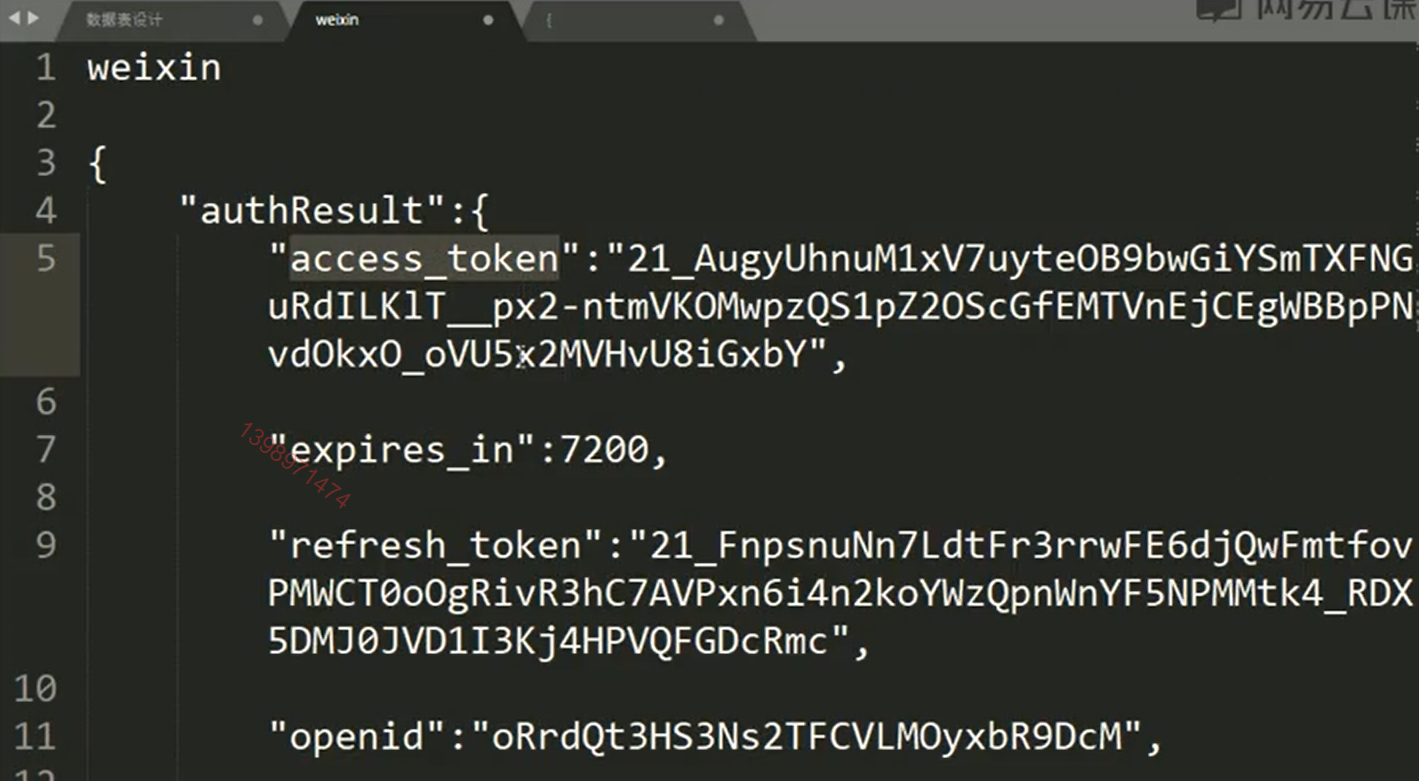 数据表设计 weixin {
网易云课
1 weixin
2
3 {
4 "authResult":{
5 "access_token":"21_AugyUhnuM1xV7uyteOB9bwGiYSmTXFNG
uRdILKlT__px2-ntmVKOMwpzQS1pZ2OScGfEMTVnEjCEgWBBpPN
vdOkxO_oVU5x2MVHvU8iGxbY",
6
7 "expires_in":7200,
1398971474
8
9 "refresh_token":"21_FnpsnuNn7LdtFr3rrwFE6djQwFmtfov
PMWCT0oOgRivR3hC7AVPxn6i4n2koYWzQpnWnYF5NPMMtk4_RDX
5DMJ0JVD1I3Kj4HPVQFGDcRmc",
10
11 "openid":"oRrdQt3HS3Ns2TFCVLMOyxbR9DcM",
12